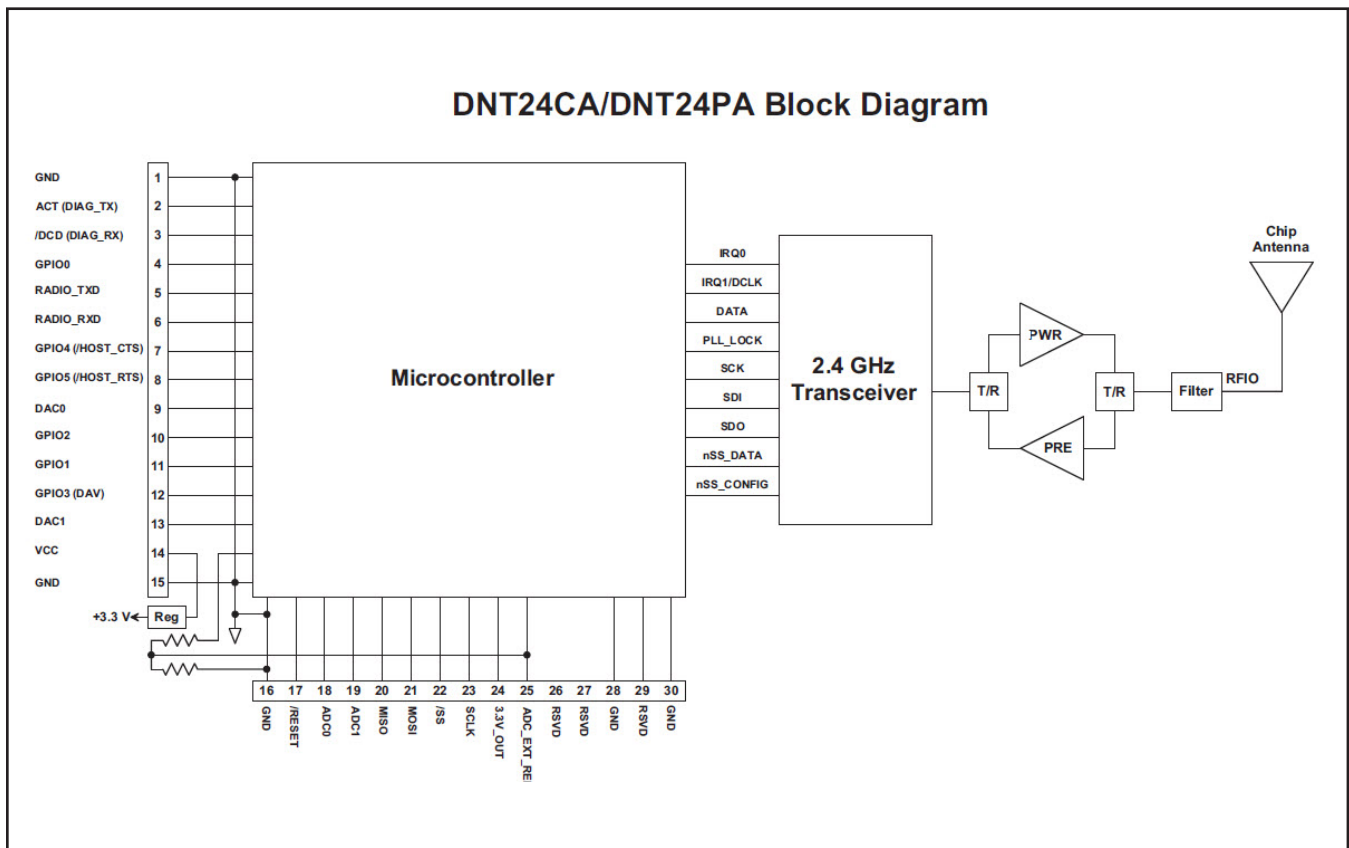 DNT24CA/DNT24PA Block Diagram
GND 1
ACT (DIAG_TX) 2
/DCD (DIAG_RX) 3
GPIO0 4
RADIO_TXD 5
RADIO_RXD 6
GPIO4 (/HOST_CTS) 7
GPIO5 (/HOST_RTS) 8
DAC0 9
GPIO2 10
GPIO1 11
GPIO3 (DAV) 12
DAC1 13
VCC 14
GND 15
+3.3 V
Reg
Microcontroller
IRQ0
IRQ1/DCLK
DATA
PLL_LOCK
SCK
SDI
SDO
nSS_DATA
nSS_CONFIG
2.4 GHz
Transceiver
T/R
PWR
PRE
T/R
Filter
RFIO
Chip
Antenna
16 17 18 19 20 21 22 23 24 25 26 27 28 29 30
GND
/RESET
ADC0
ADC1
MISO
MOSI
/SS
SCLK
3.3V_OUT
ADC_EXT_RE
RSVD
RSVD
GND
RSVD
GND